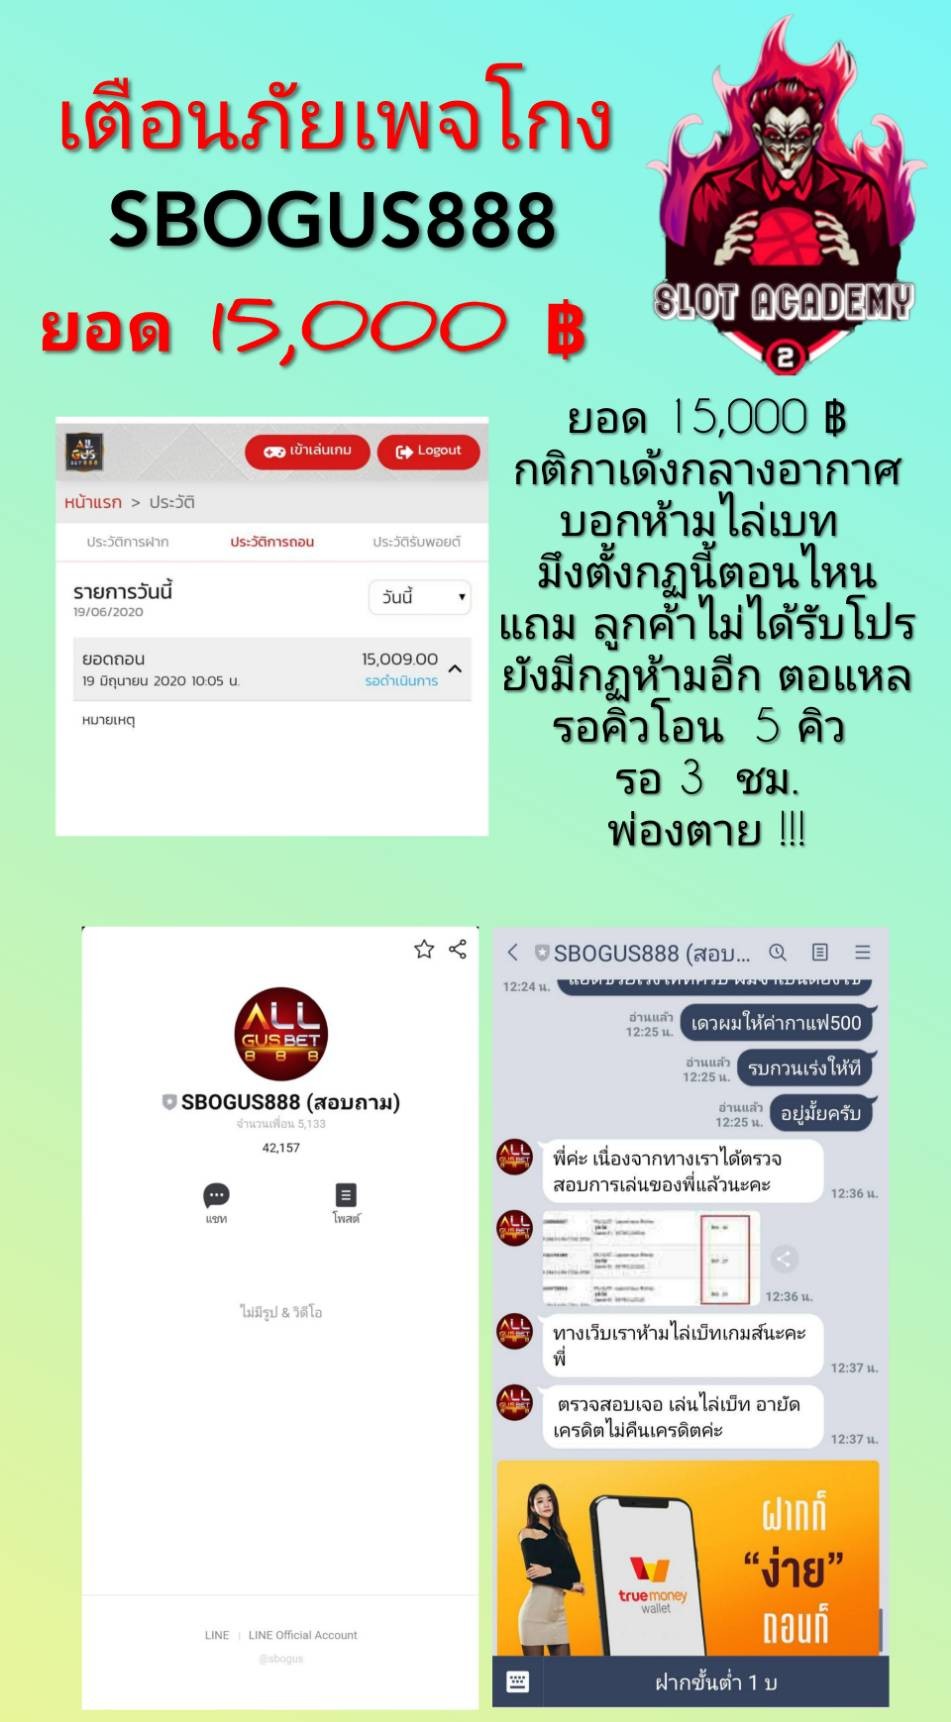 เตือนภัยเพจโกง
SBOGUS888
ยอด 15,000 ฿
SLOT ACADEMY
2
ยอด 15,000 ฿
กติกาเด้งกลางอากาศ
บอกห้ามไล่เบท
มึงตั้งกฏนี้ตอนไหน
แถม ลูกค้าไม่ได้รับโปร
ยังมีกฏห้ามอีก ตอแหล
รอคิวโอน 5 คิว
รอ 3 ชม.
พ่องตาย !!!
ALL
GUS
เข้าเล่นเกม
Logout
หน้าแรก > ประวัติ
ประวัติการฝาก ประวัติการถอน ประวัติรับพอยต์
รายการวันนี้
19/06/2020
วันนี้
ยอดถอน 15,009.00
19 มิถุนายน 2020 10:05 น. รอดำเนินการ
หมายเหตุ
ALL
GUS BET
8 8 8
SBOGUS888 (สอบถาม)
จำนวนเพื่อน 5,133
42,157
แชท โพสต์
ไม่มีรูป & วิดีโอ
LINE | LINE Official Account
@sbogus
SBOGUS888 (สอบ...
12:24 น.
อ่านแล้ว
12:25 น. เดวผมให้ค่ากาแฟ500
อ่านแล้ว
12:25 น. รบกวนเร่งให้ที
อ่านแล้ว
12:25 น. อยู่มั้ยครับ
พี่ค่ะ เนื่องจากทางเราได้ตรวจ
สอบการเล่นของพี่แล้วนะคะ
12:36 น.
12:36 น.
ทางเว็บเราห้ามไล่เบ็ทเกมส์นะคะ
พี่
12:37 น.
ตรวจสอบเจอ เล่นไล่เบ็ท อายัด
เครดิตไม่คืนเครดิตค่ะ
12:37 น.
ฝากก็
“ง่าย”
ถอนก็
truemoney
wallet
ฝากขั้นต่ำ 1 บ